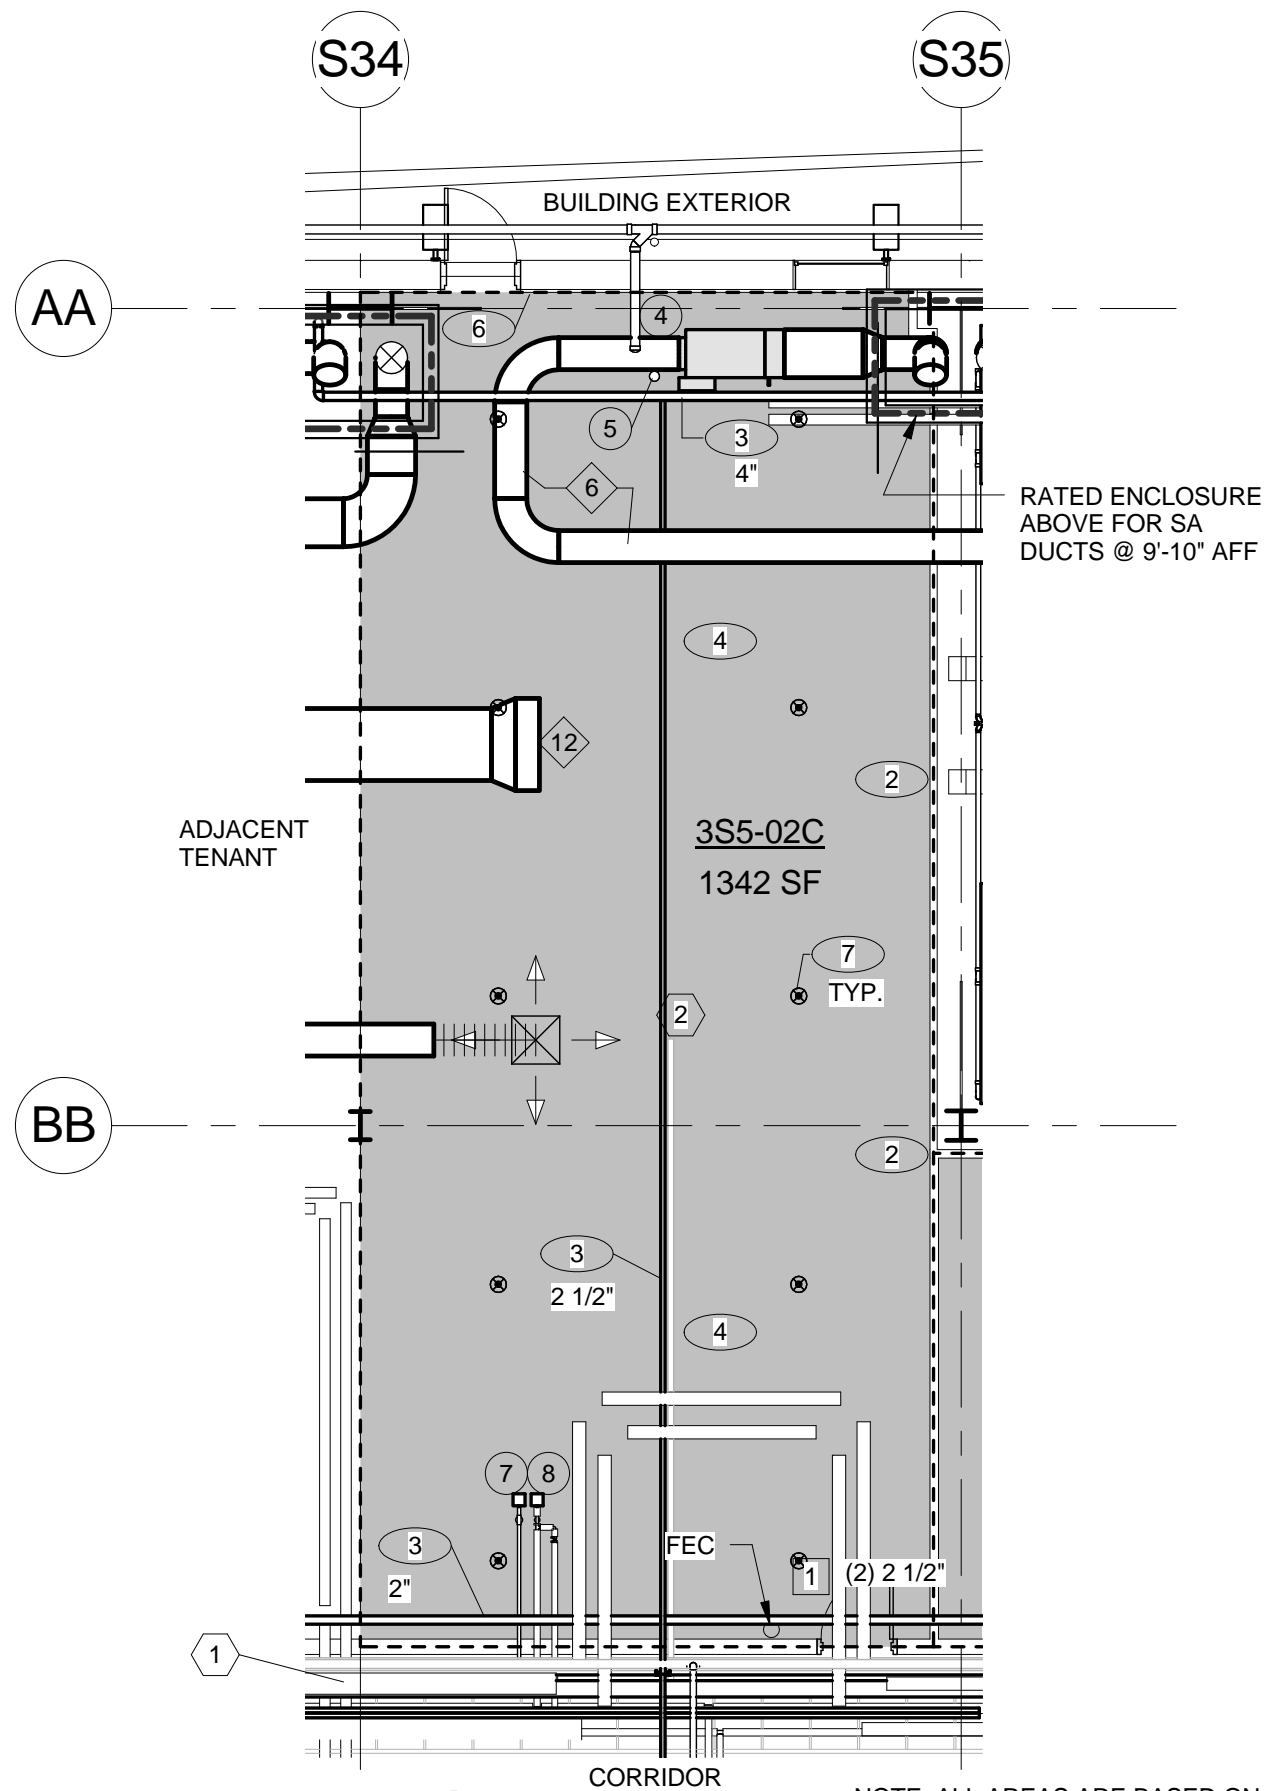 S34
S35
BUILDING EXTERIOR
AA
6
4
5
3
4"
6
RATED ENCLOSURE
ABOVE FOR SA
DUCTS @ 9'-10" AFF
4
12
2
ADJACENT
TENANT
3S5-02C
1342 SF
7
TYP.
2
BB
2
3
2 1/2"
4
7
8
3
2"
FEC
1
(2) 2 1/2"
1
CORRIDOR
NOTE: ALL AREAS ARE BASED ON